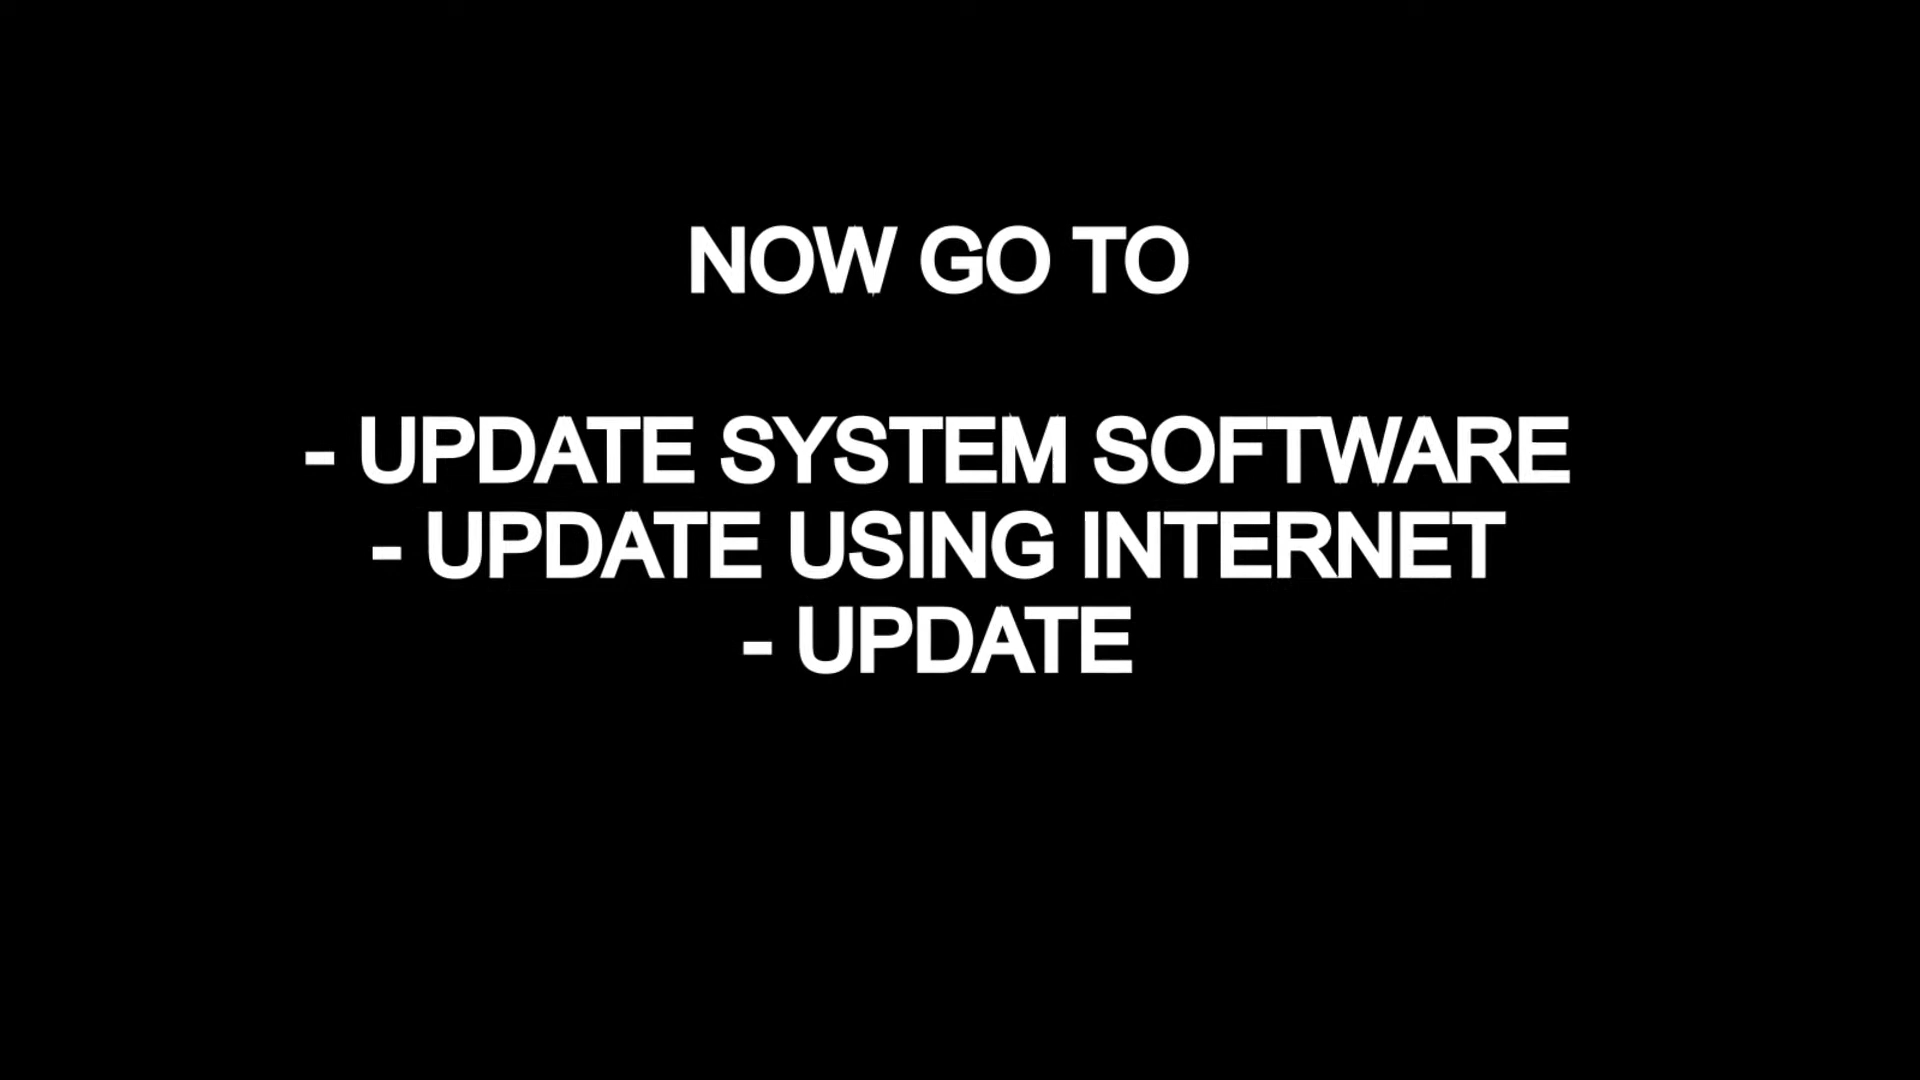 NOW GO TO
- UPDATE SYSTEM SOFTWARE
- UPDATE USING INTERNET
- UPDATE